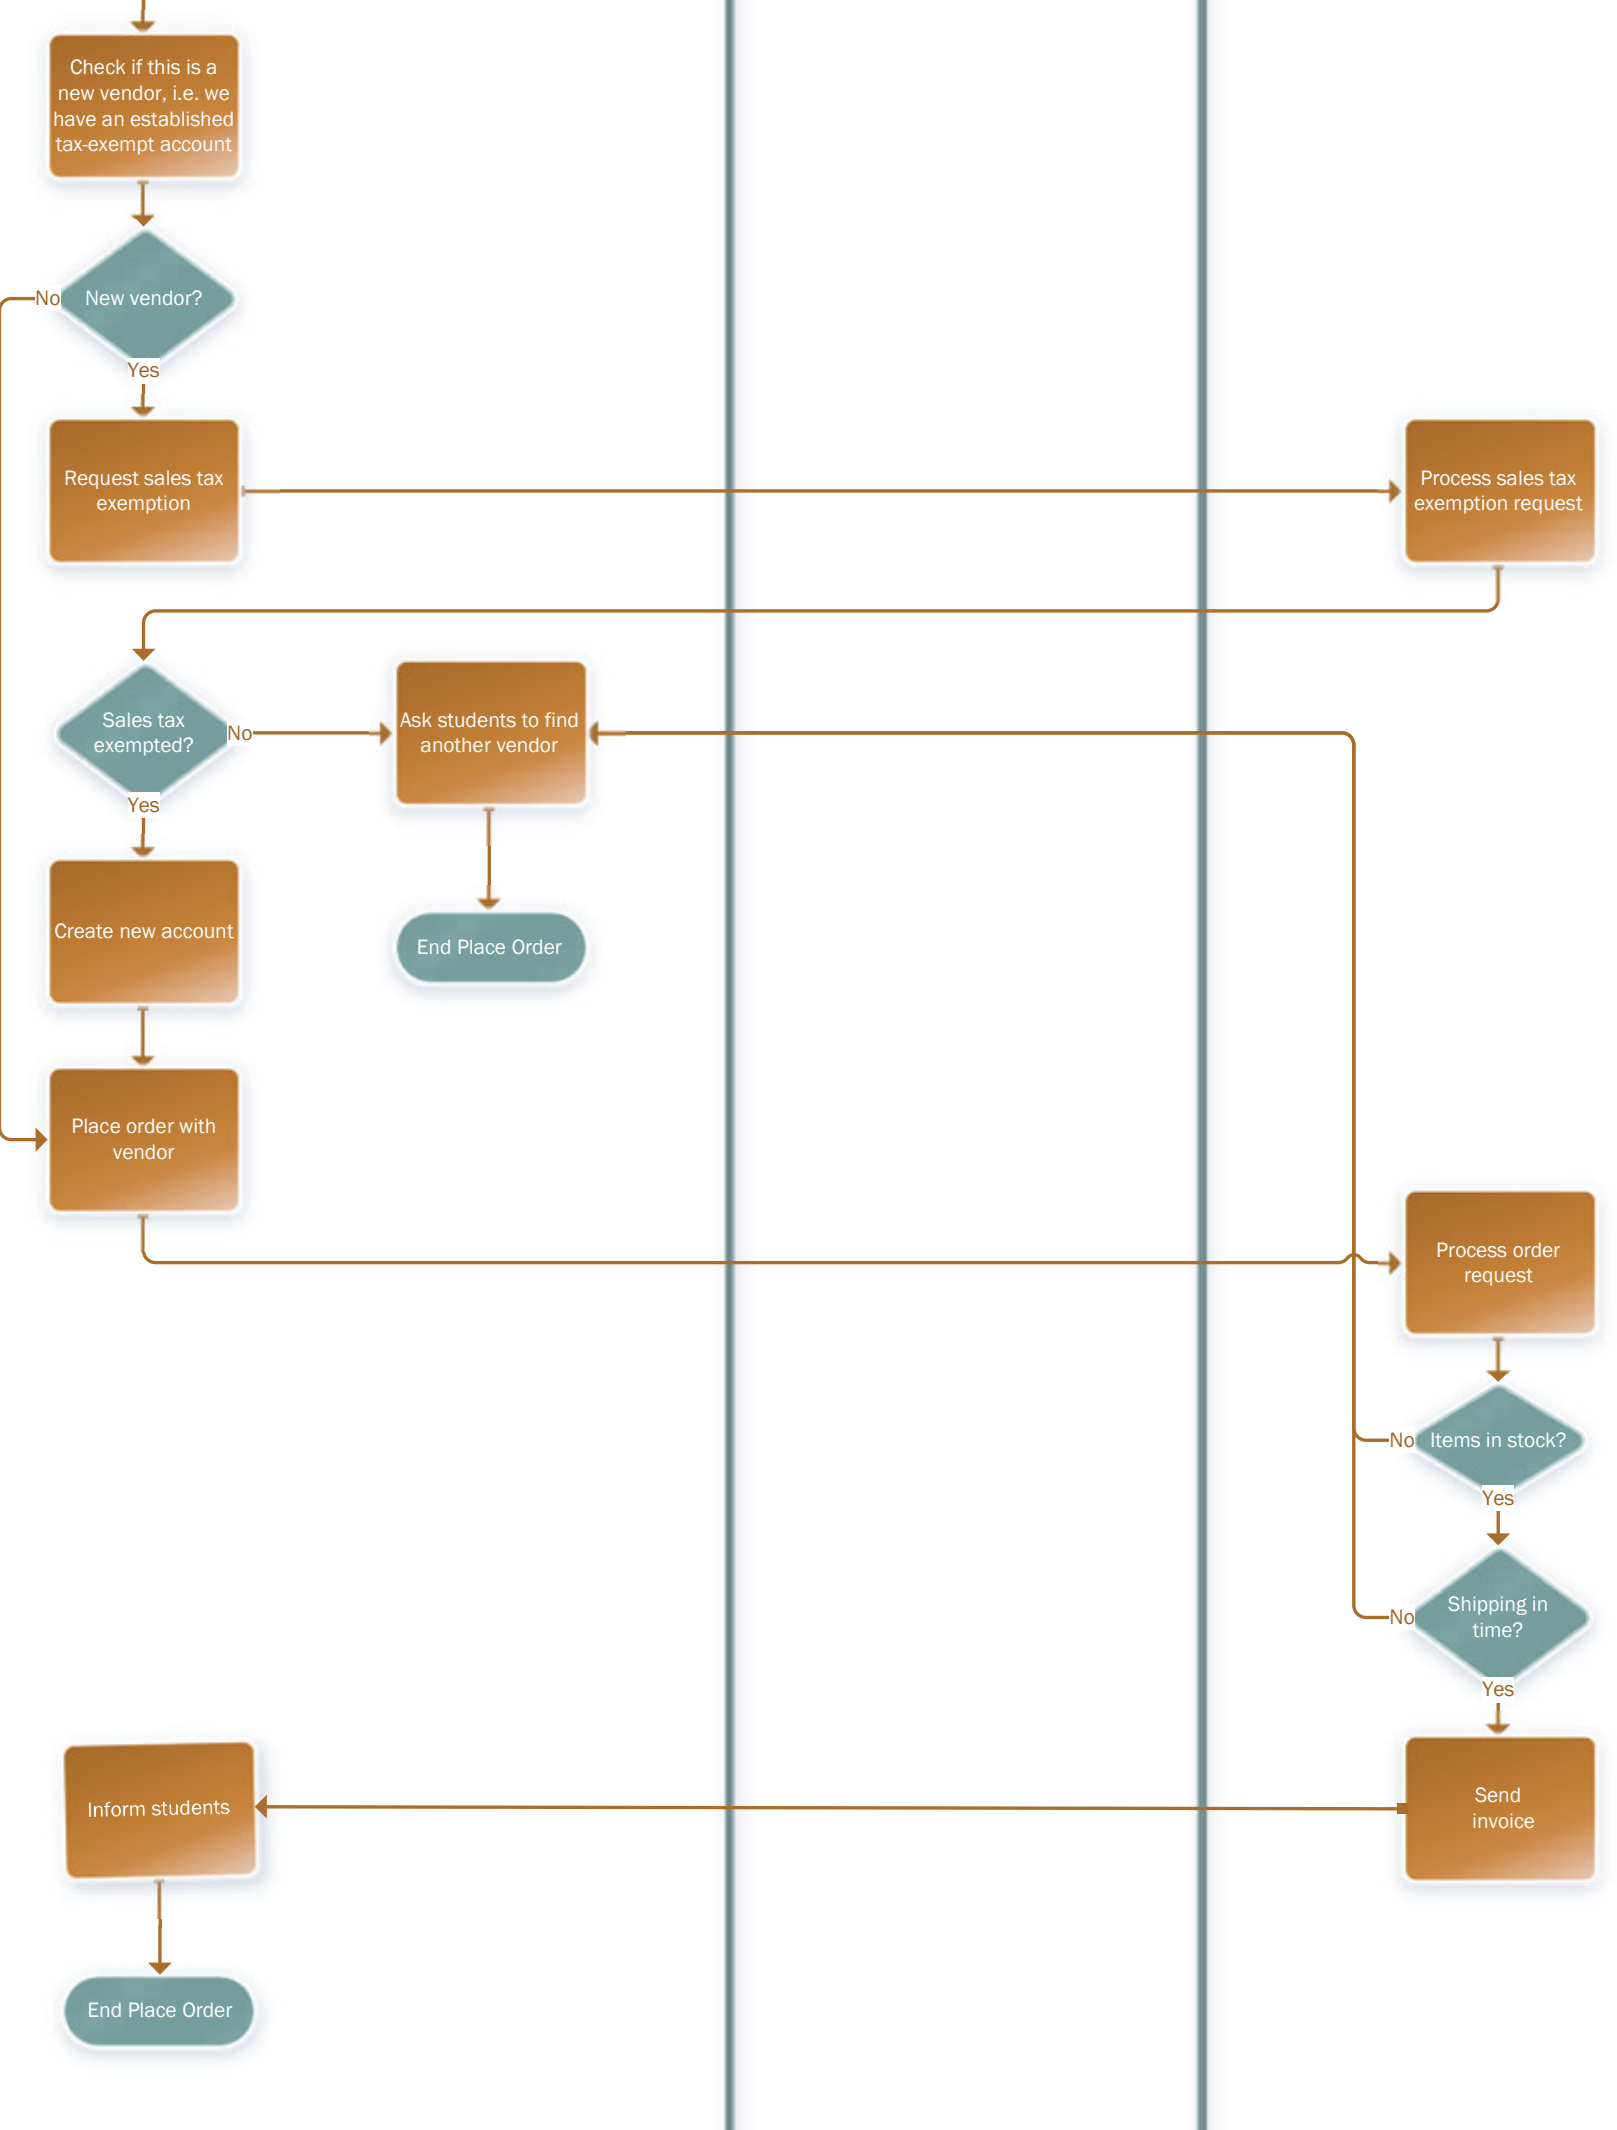 Check if this is a
new vendor, i.e. we
have an established
tax-exempt account
No
New vendor?
Yes
Request sales tax
exemption
Process sales tax
exemption request
Sales tax
exempted?
No
Ask students to find
another vendor
Yes
Create new account
End Place Order
Place order with
vendor
Process order
request
No
Items in stock?
Yes
No
Shipping in
time?
Yes
Inform students
Send
invoice
End Place Order